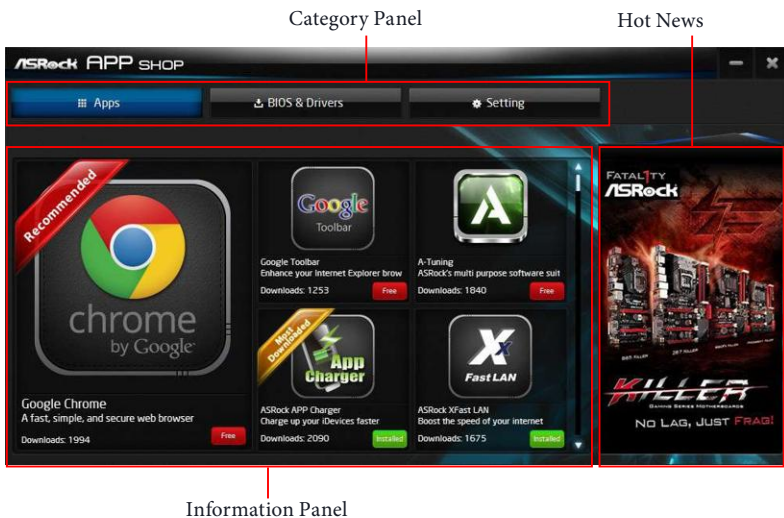 Category Panel
Hot News
ASRock APP SHOP
Apps
BIOS & Drivers
Setting
Recommended
chrome
by Google
Google Chrome
A fast, simple, and secure web browser
Downloads: 1994
Free
Google
Toolbar
Google Toolbar
Enhance your Internet Explorer brow
Downloads: 1253
Free
A
A-Tuning
ASRock's multi purpose software suit
Downloads: 1840
Free
Most
Downloaded
App
Charger
ASRock APP Charger
Charge up your iDevices faster
Downloads: 2090
Installed
X
Fast LAN
ASRock XFast LAN
Boost the speed of your internet
Downloads: 1675
Installed
FATAL1TY
ASRock
KILLER
GAMING SERIES MOTHERBOARDS
NO LAG, JUST FRAG!
Information Panel